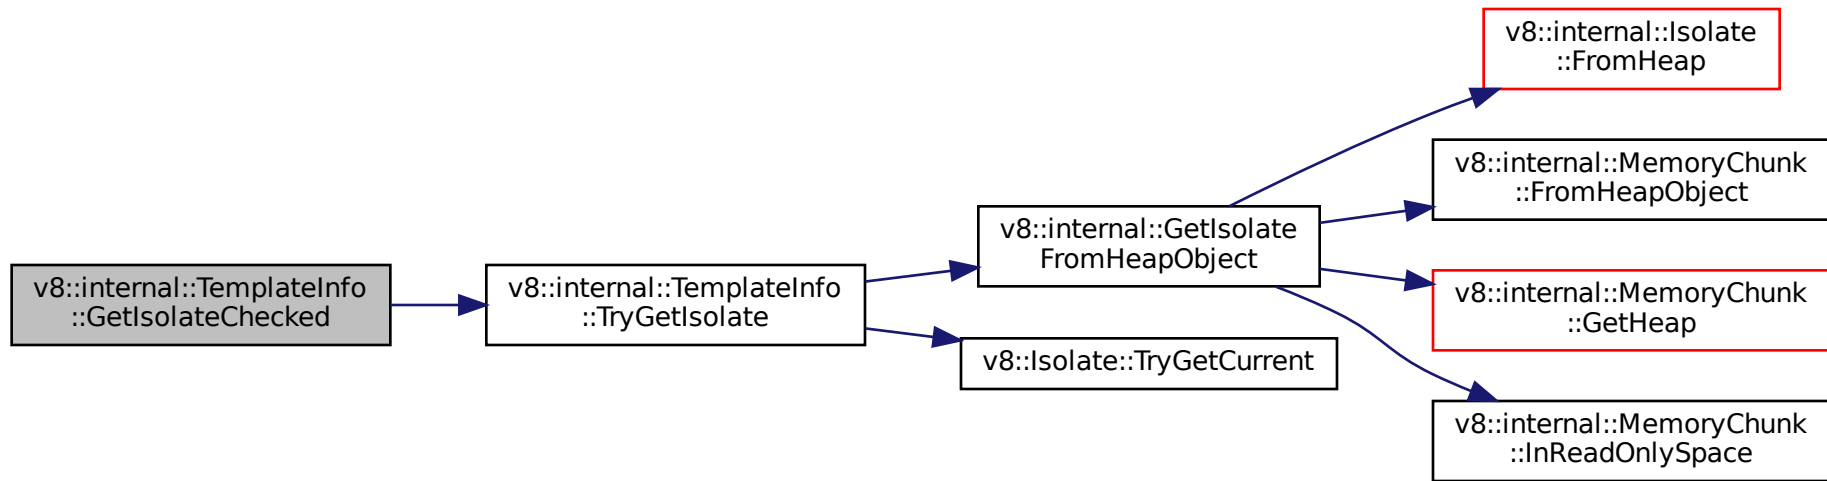 v8::internal::TemplateInfo
::GetIsolateChecked
v8::internal::TemplateInfo
::TryGetIsolate
v8::internal::GetIsolate
FromHeapObject
v8::Isolate::TryGetCurrent
v8::internal::Isolate
::FromHeap
v8::internal::MemoryChunk
::FromHeapObject
v8::internal::MemoryChunk
::GetHeap
v8::internal::MemoryChunk
::InReadOnlySpace